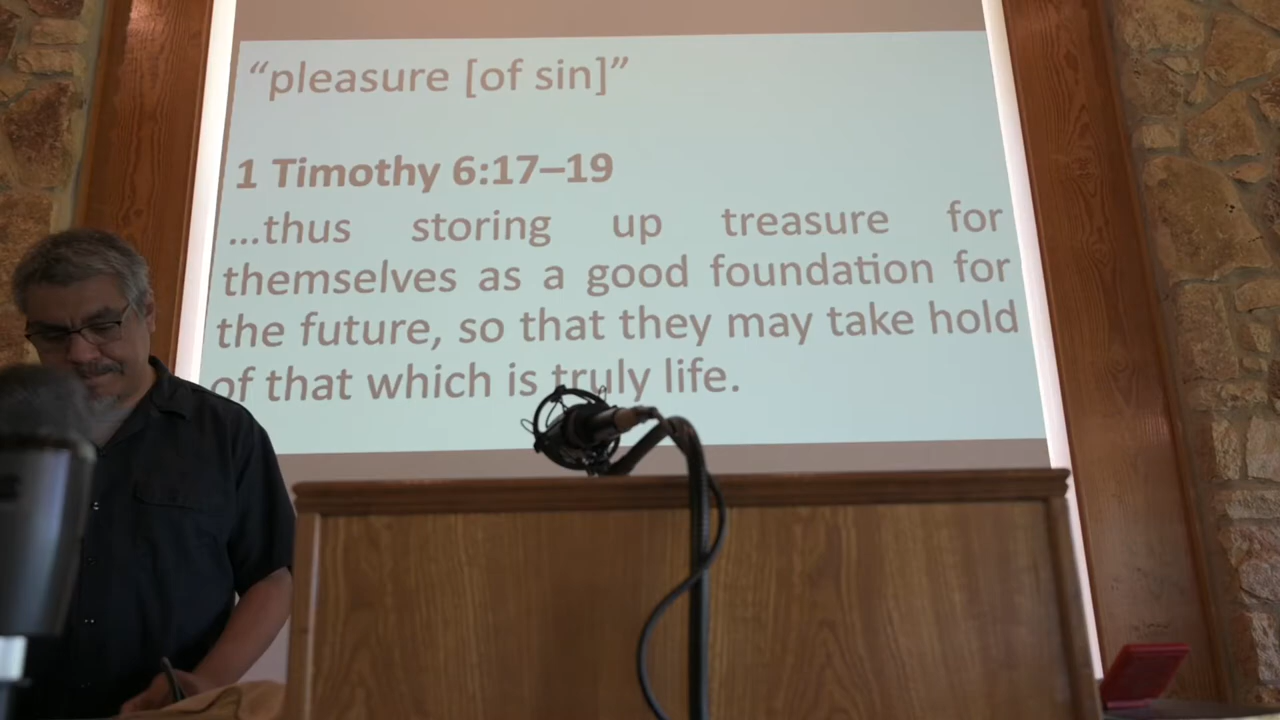 “pleasure [of sin]”
1 Timothy 6:17–19
...thus storing up treasure for
themselves as a good foundation for
the future, so that they may take hold
of that which is truly life.